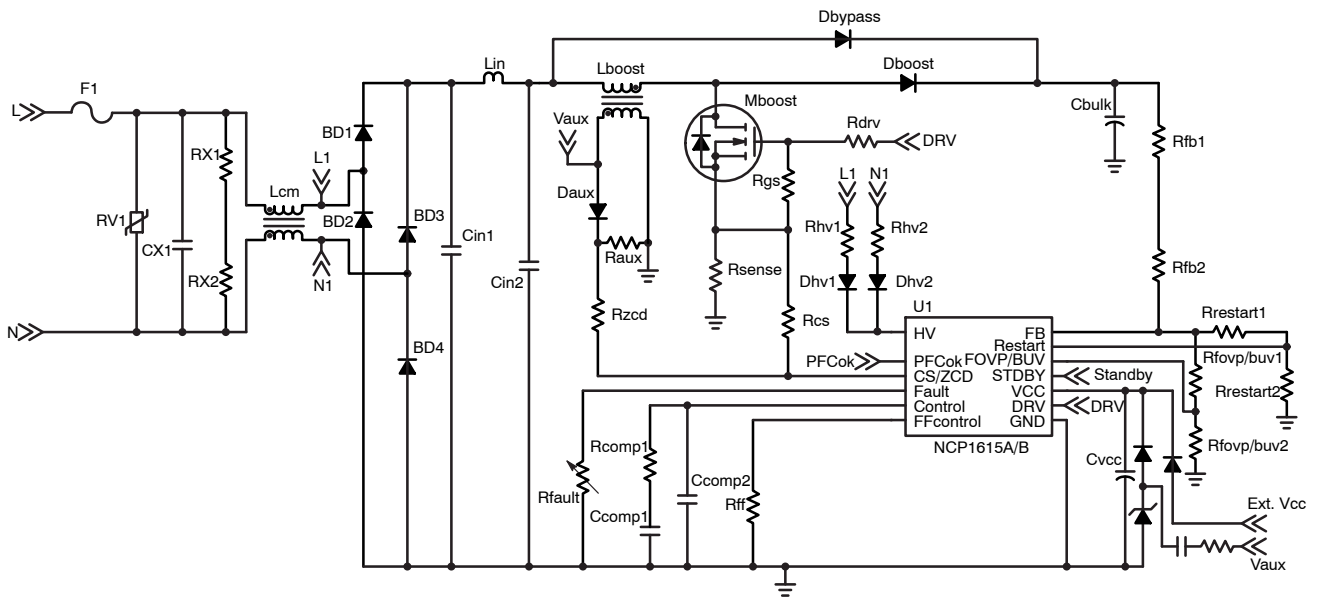 Dbypass
Lin
Lboost
Dboost
F1
L
Vaux
Mboost
Cbulk
BD1
Rdrv
DRV
Rfb1
RX1
L1
Rgs
L1
N1
Lcm
Daux
RV1
BD2
BD3
Rhv1
Rhv2
CX1
Cin1
Raux
Rsense
Rfb2
RX2
N1
Cin2
Dhv1
Dhv2
U1
Rzcd
Rcs
Rrestart1
N
HV
FB
Restart
BD4
PFCok
PFCok
FOVP/BUV
Rfovp/buv1
CS/ZCD
STDBY
Standby
Fault
VCC
Rrestart2
Control
DRV
DRV
FFcontrol
GND
NCP1615A/B
Rcomp1
Rfovp/buv2
Cvcc
Rfault
Ccomp2
Rff
Ccomp1
Ext. Vcc
Vaux